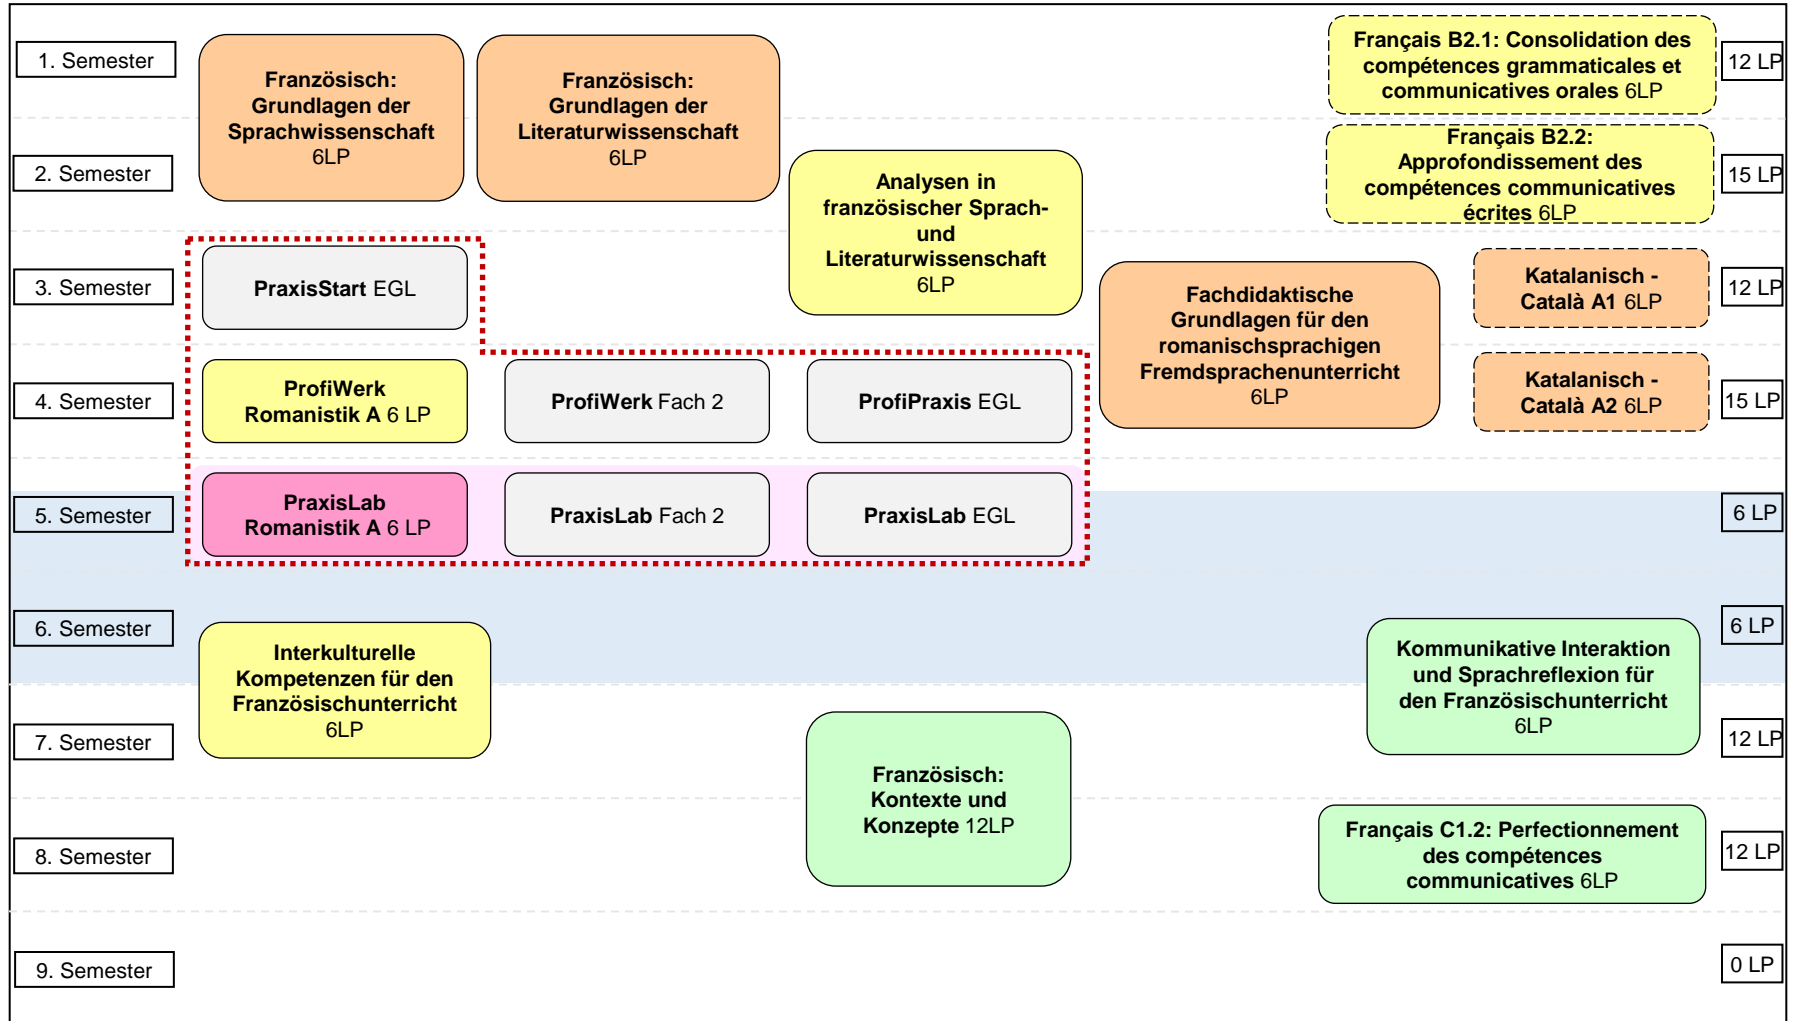 1. Semester
Französisch:
Grundlagen der
Sprachwissenschaft
6LP
Französisch:
Grundlagen der
Literaturwissenschaft
6LP
Français B2.1: Consolidation des
compétences grammaticales et
communicatives orales 6LP
12 LP
2. Semester
Analysen in
französischer Sprach-
und
Literaturwissenschaft
6LP
Français B2.2:
Approfondissement des
compétences communicatives
écrites 6LP
15 LP
3. Semester
PraxisStart EGL
Fachdidaktische
Grundlagen für den
romanischsprachigen
Fremdsprachenunterricht
6LP
Katalanisch -
Català A1 6LP
12 LP
4. Semester
ProfiWerk
Romanistik A 6 LP
ProfiWerk Fach 2
ProfiPraxis EGL
Katalanisch -
Català A2 6LP
15 LP
5. Semester
PraxisLab
Romanistik A 6 LP
PraxisLab Fach 2
PraxisLab EGL
6 LP
6. Semester
Interkulturelle
Kompetenzen für den
Französischunterricht
6LP
Kommunikative Interaktion
und Sprachreflexion für
den Französischunterricht
6LP
6 LP
7. Semester
Französisch:
Kontexte und
Konzepte 12LP
12 LP
8. Semester
Français C1.2: Perfectionnement
des compétences
communicatives 6LP
12 LP
9. Semester
0 LP